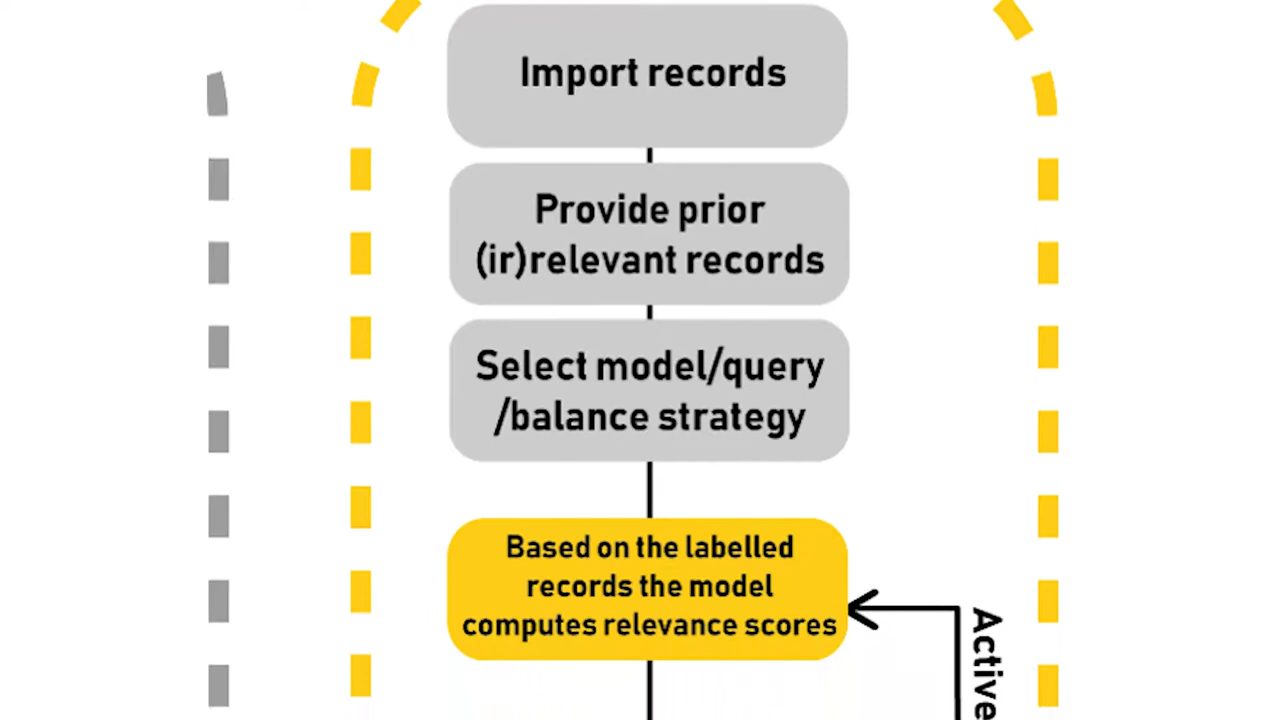 Import records
Provide prior
(ir)relevant records
Select model/query
/balance strategy
Based on the labelled
records the model
computes relevance scores
Active